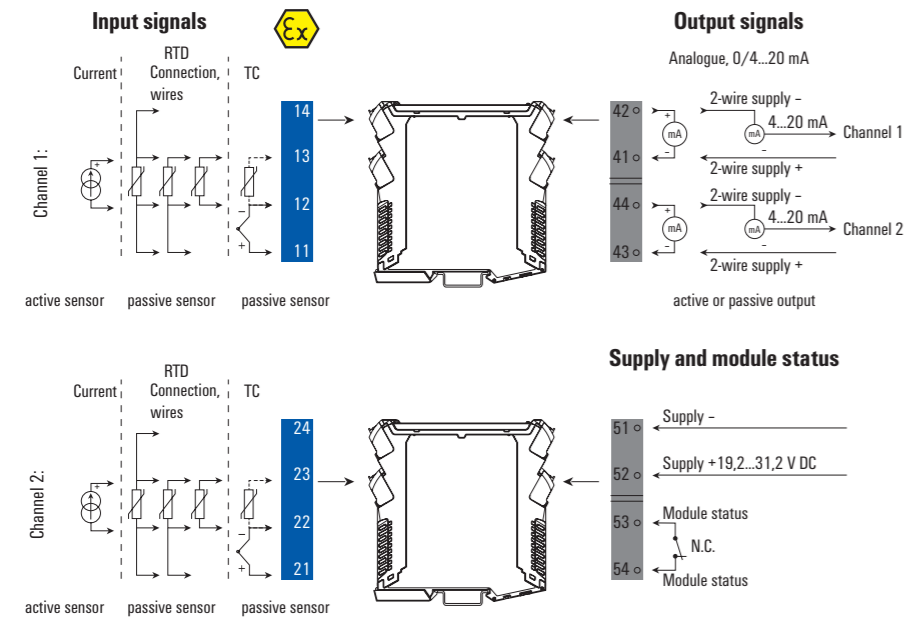 Input signals
Ex
Output signals
Analogue, 0/4...20 mA
Current
RTD
Connection,
wires
TC
Channel 1:
+
−
+
14
13
12
11
42
41
44
43
+
mA
−
2-wire supply −
mA
4...20 mA
-
Channel 1
2-wire supply +
+
mA
−
2-wire supply −
mA
4...20 mA
-
Channel 2
2-wire supply +
active sensor
passive sensor
passive sensor
active or passive output
Supply and module status
Current
RTD
Connection,
wires
TC
Channel 2:
+
−
+
24
23
22
21
51
52
53
54
Supply −
Supply +19,2...31,2 V DC
Module status
N.C.
Module status
active sensor
passive sensor
passive sensor